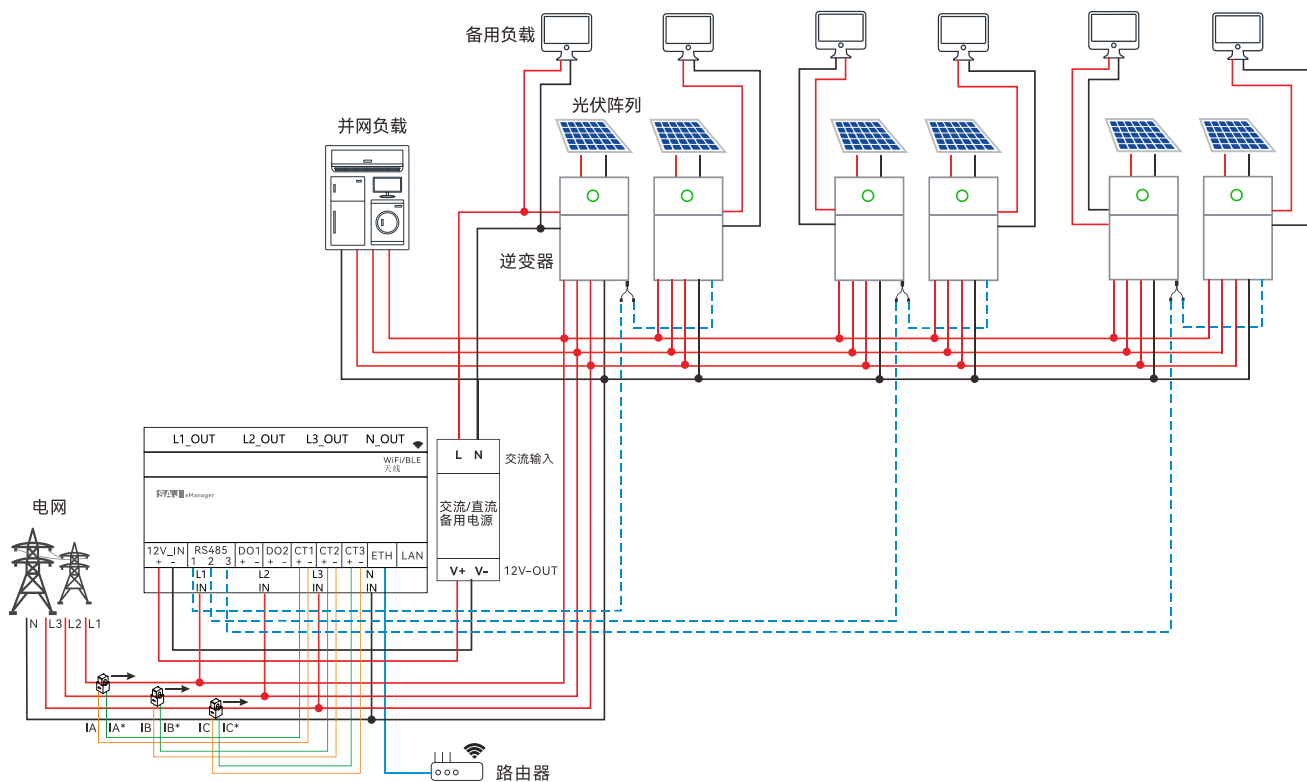 备用负载
光伏阵列
并网负载
逆变器
L1_OUT L2_OUT L3_OUT N_OUT
WiFi/BLE
天线
L N
交流输入
SAJ eManager
交流/直流
备用电源
电网
12V_IN RS485 DO1 DO2 CT1 CT2 CT3 ETH LAN
+ - 1 2 3 + - + - + - + - + -
V+ V-
12V-OUT
L1 L2 L3 N
IN IN IN IN
N L3 L2 L1
IA IA* IB IB* IC IC*
路由器